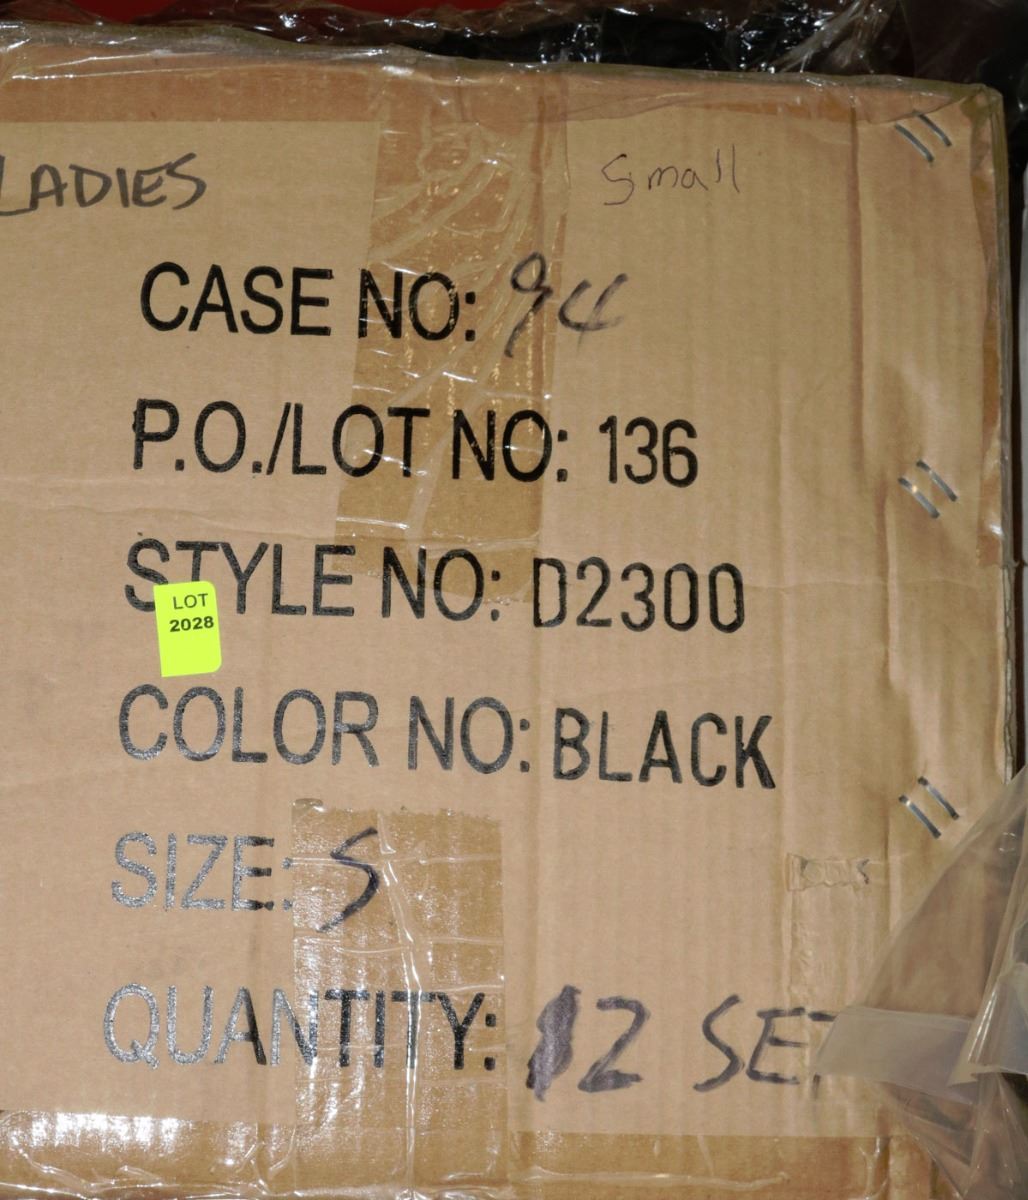 LADIES
Small
CASE NO: 94
P.O./LOT NO: 136
STYLE NO: D2300
LOT
2028
COLOR NO: BLACK
SIZE: S
QUANTITY: 12 SET